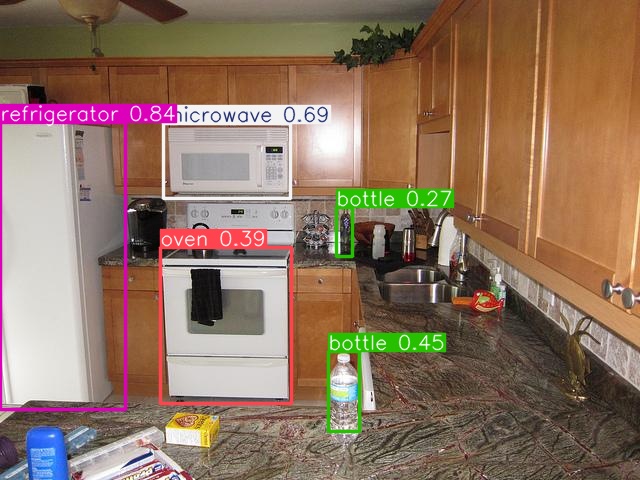 refrigerator 0.84
microwave 0.69
bottle 0.27
oven 0.39
bottle 0.45